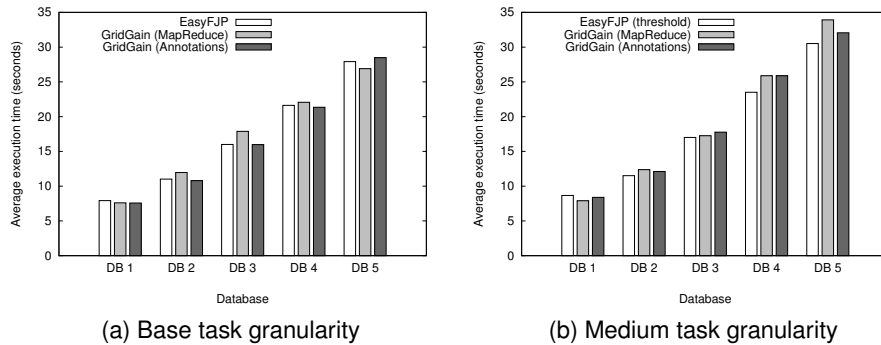 EasyFJP
GridGain (MapReduce)
GridGain (Annotations)
Average execution time (seconds)
35
30
25
20
15
10
5
0
DB 1 DB 2 DB 3 DB 4 DB 5
Database
(a) Base task granularity
EasyFJP (threshold)
GridGain (MapReduce)
GridGain (Annotations)
Average execution time (seconds)
35
30
25
20
15
10
5
0
DB 1 DB 2 DB 3 DB 4 DB 5
Database
(b) Medium task granularity